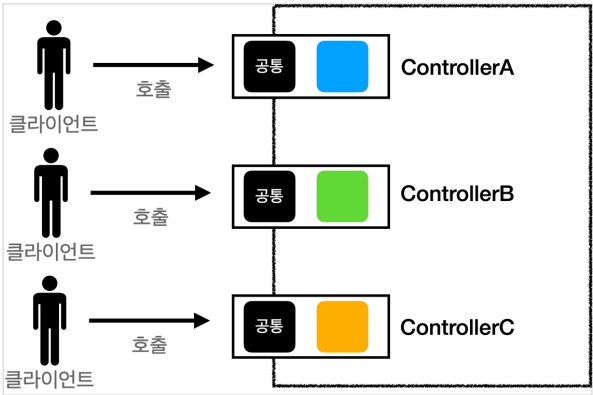 공통
ControllerA
호출
클라이언트
공통
ControllerB
호출
클라이언트
공통
ControllerC
호출
클라이언트